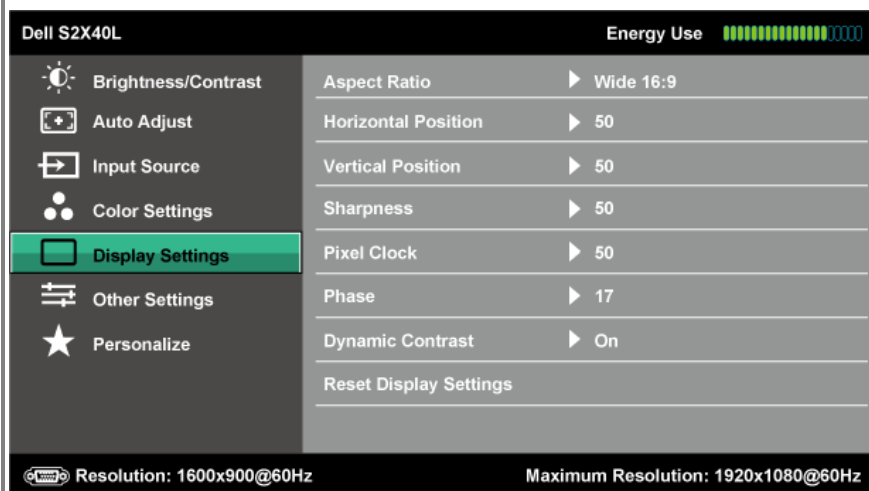 Dell S2X40L Energy Use
Brightness/Contrast
Auto Adjust
Input Source
Color Settings
Display Settings
Other Settings
Personalize
Aspect Ratio Wide 16:9
Horizontal Position 50
Vertical Position 50
Sharpness 50
Pixel Clock 50
Phase 17
Dynamic Contrast On
Reset Display Settings
Resolution: 1600x900@60Hz Maximum Resolution: 1920x1080@60Hz